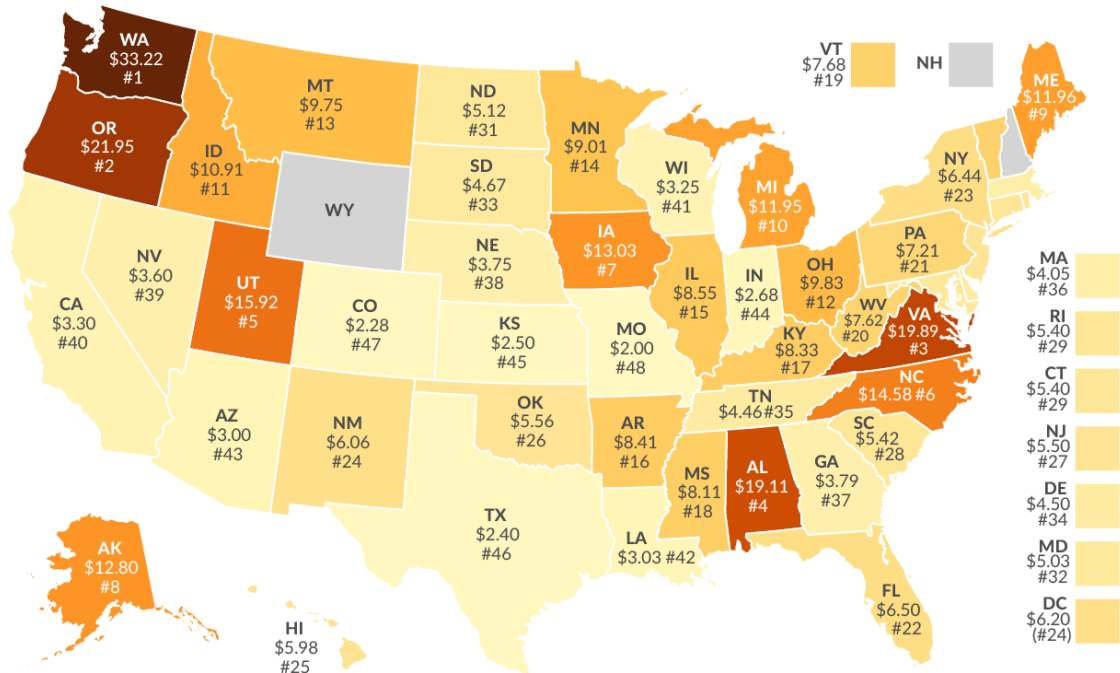 WA
$33.22
#1
OR
$21.95
#2
ID
$10.91
#11
MT
$9.75
#13
WY
NV
$3.60
#39
UT
$15.92
#5
CA
$3.30
#40
AZ
$3.00
#43
CO
$2.28
#47
NM
$6.06
#24
ND
$5.12
#31
SD
$4.67
#33
NE
$3.75
#38
KS
$2.50
#45
OK
$5.56
#26
TX
$2.40
#46
MN
$9.01
#14
IA
$13.03
#7
MO
$2.00
#48
AR
$8.41
#16
LA
$3.03 #42
WI
$3.25
#41
IL
$8.55
#15
MI
$11.95
#10
IN
$2.68
#44
OH
$9.83
#12
KY
$8.33
#17
TN
$4.46#35
MS
$8.11
#18
AL
$19.11
#4
GA
$3.79
#37
FL
$6.50
#22
SC
$5.42
#28
NC
$14.58 #6
VA
$19.89
#3
WV
$7.62
#20
PA
$7.21
#21
NY
$6.44
#23
VT
$7.68
#19
NH
ME
$11.96
#9
MA
$4.05
#36
RI
$5.40
#29
CT
$5.40
#29
NJ
$5.50
#27
DE
$4.50
#34
MD
$5.03
#32
DC
$6.20
(#24)
AK
$12.80
#8
HI
$5.98
#25